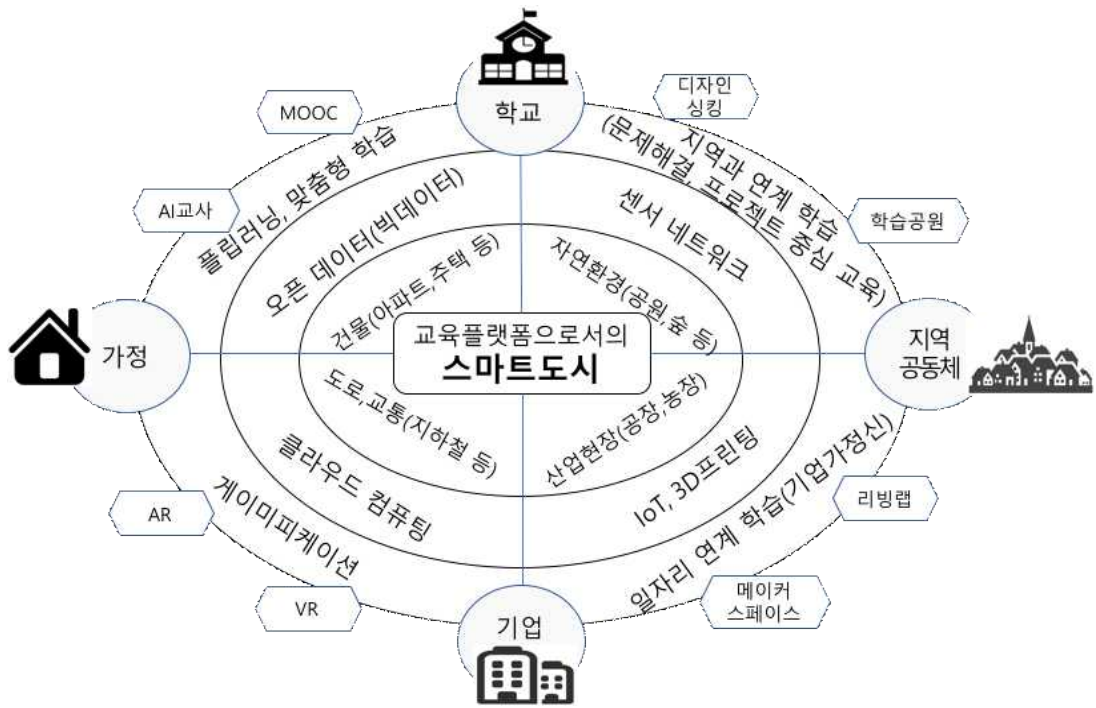 학교
디자인
싱킹
MOOC
플립러닝, 맞춤형 학습
지역과 연계 학습
(문제해결, 프로젝트 중심 교육)
AI교사
학습공원
오픈 데이터(빅데이터)
센서 네트워크
건물(아파트,주택 등)
자연환경(공원,숲 등)
가정
교육플랫폼으로서의
스마트도시
지역
공동체
도로,교통(지하철 등)
산업현장(공장,농장)
클라우드 컴퓨팅
IoT, 3D프린팅
게이미피케이션
일자리 연계 학습(기업가정신)
AR
리빙랩
VR
메이커
스페이스
기업